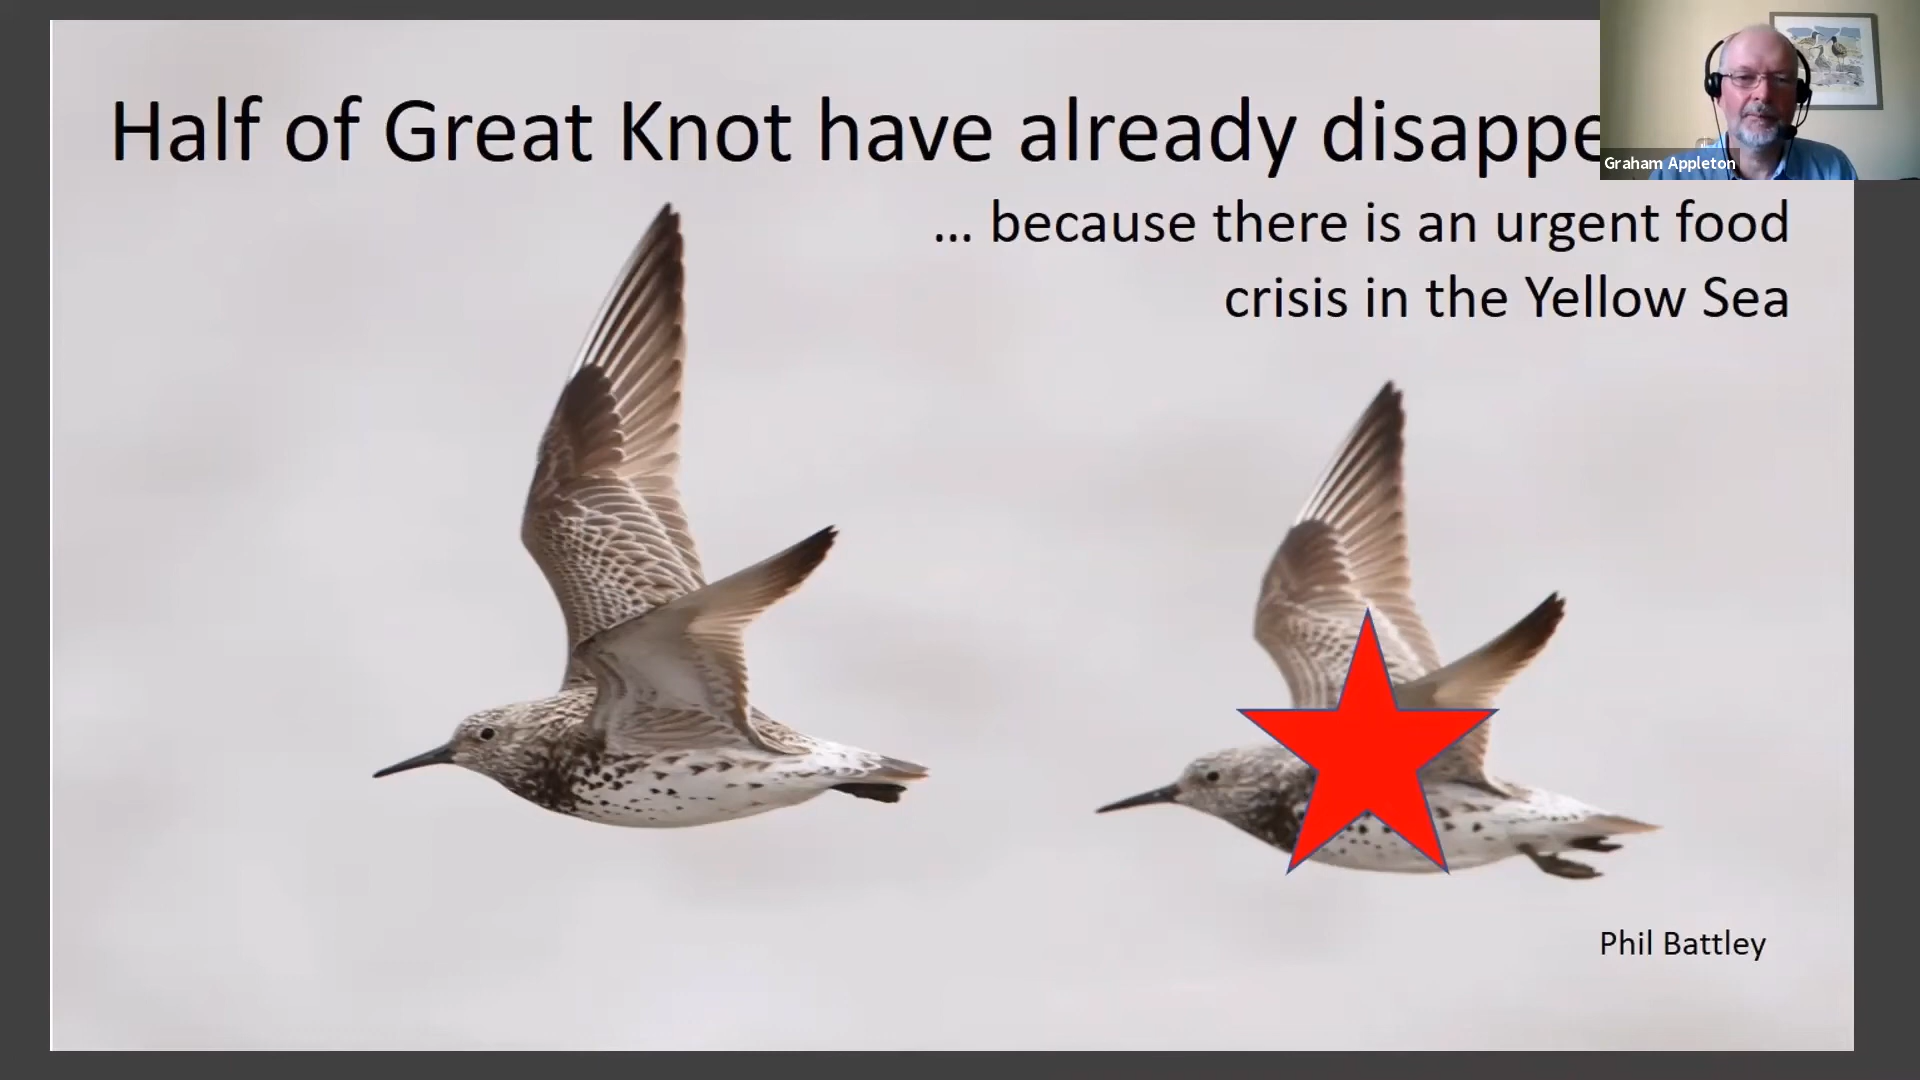 Half of Great Knot have already disappe
Graham Appleton
... because there is an urgent food
crisis in the Yellow Sea
Phil Battley